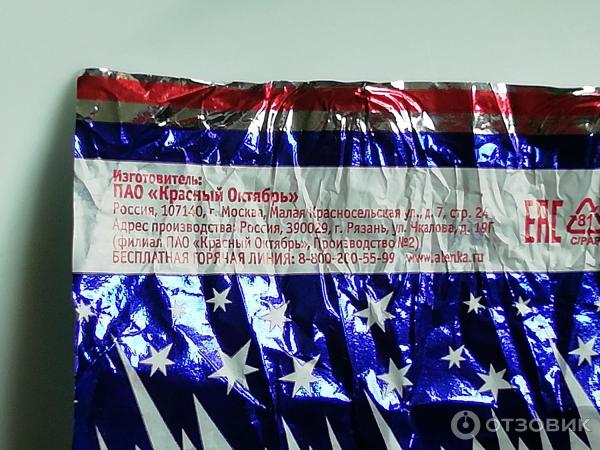 Изготовитель:
ПАО «Красный Октябрь»
Россия, 107140, г. Москва, Малая Красносельская ул., д. 7, стр. 24
Адрес производства: Россия, 390029, г. Рязань, ул. Чкалова, д. 19Г
(филиал ПАО «Красный Октябрь», Производство №2)
БЕСПЛАТНАЯ ГОРЯЧАЯ ЛИНИЯ: 8-800-200-55-99 www.alenka.ru
EAC
81
C/PAP
ОТЗОВИК